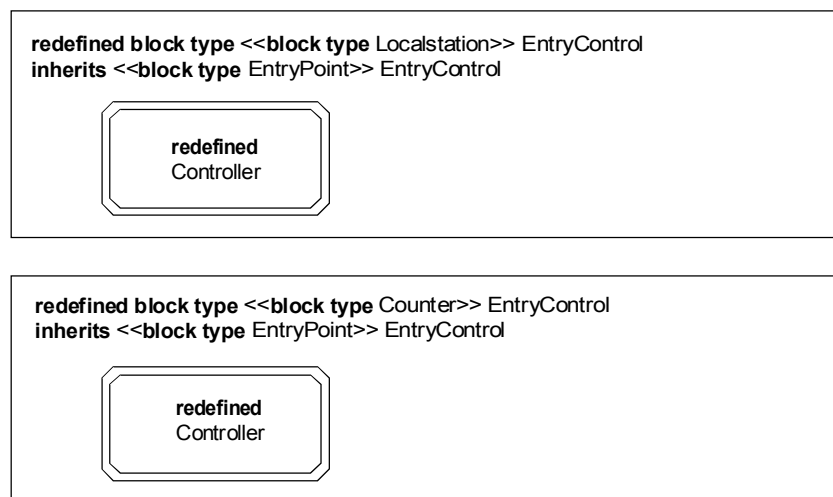 redefined block type <<block type Localstation>> EntryControl
inherits <<block type EntryPoint>> EntryControl
redefined
Controller
redefined block type <<block type Counter>> EntryControl
inherits <<block type EntryPoint>> EntryControl
redefined
Controller